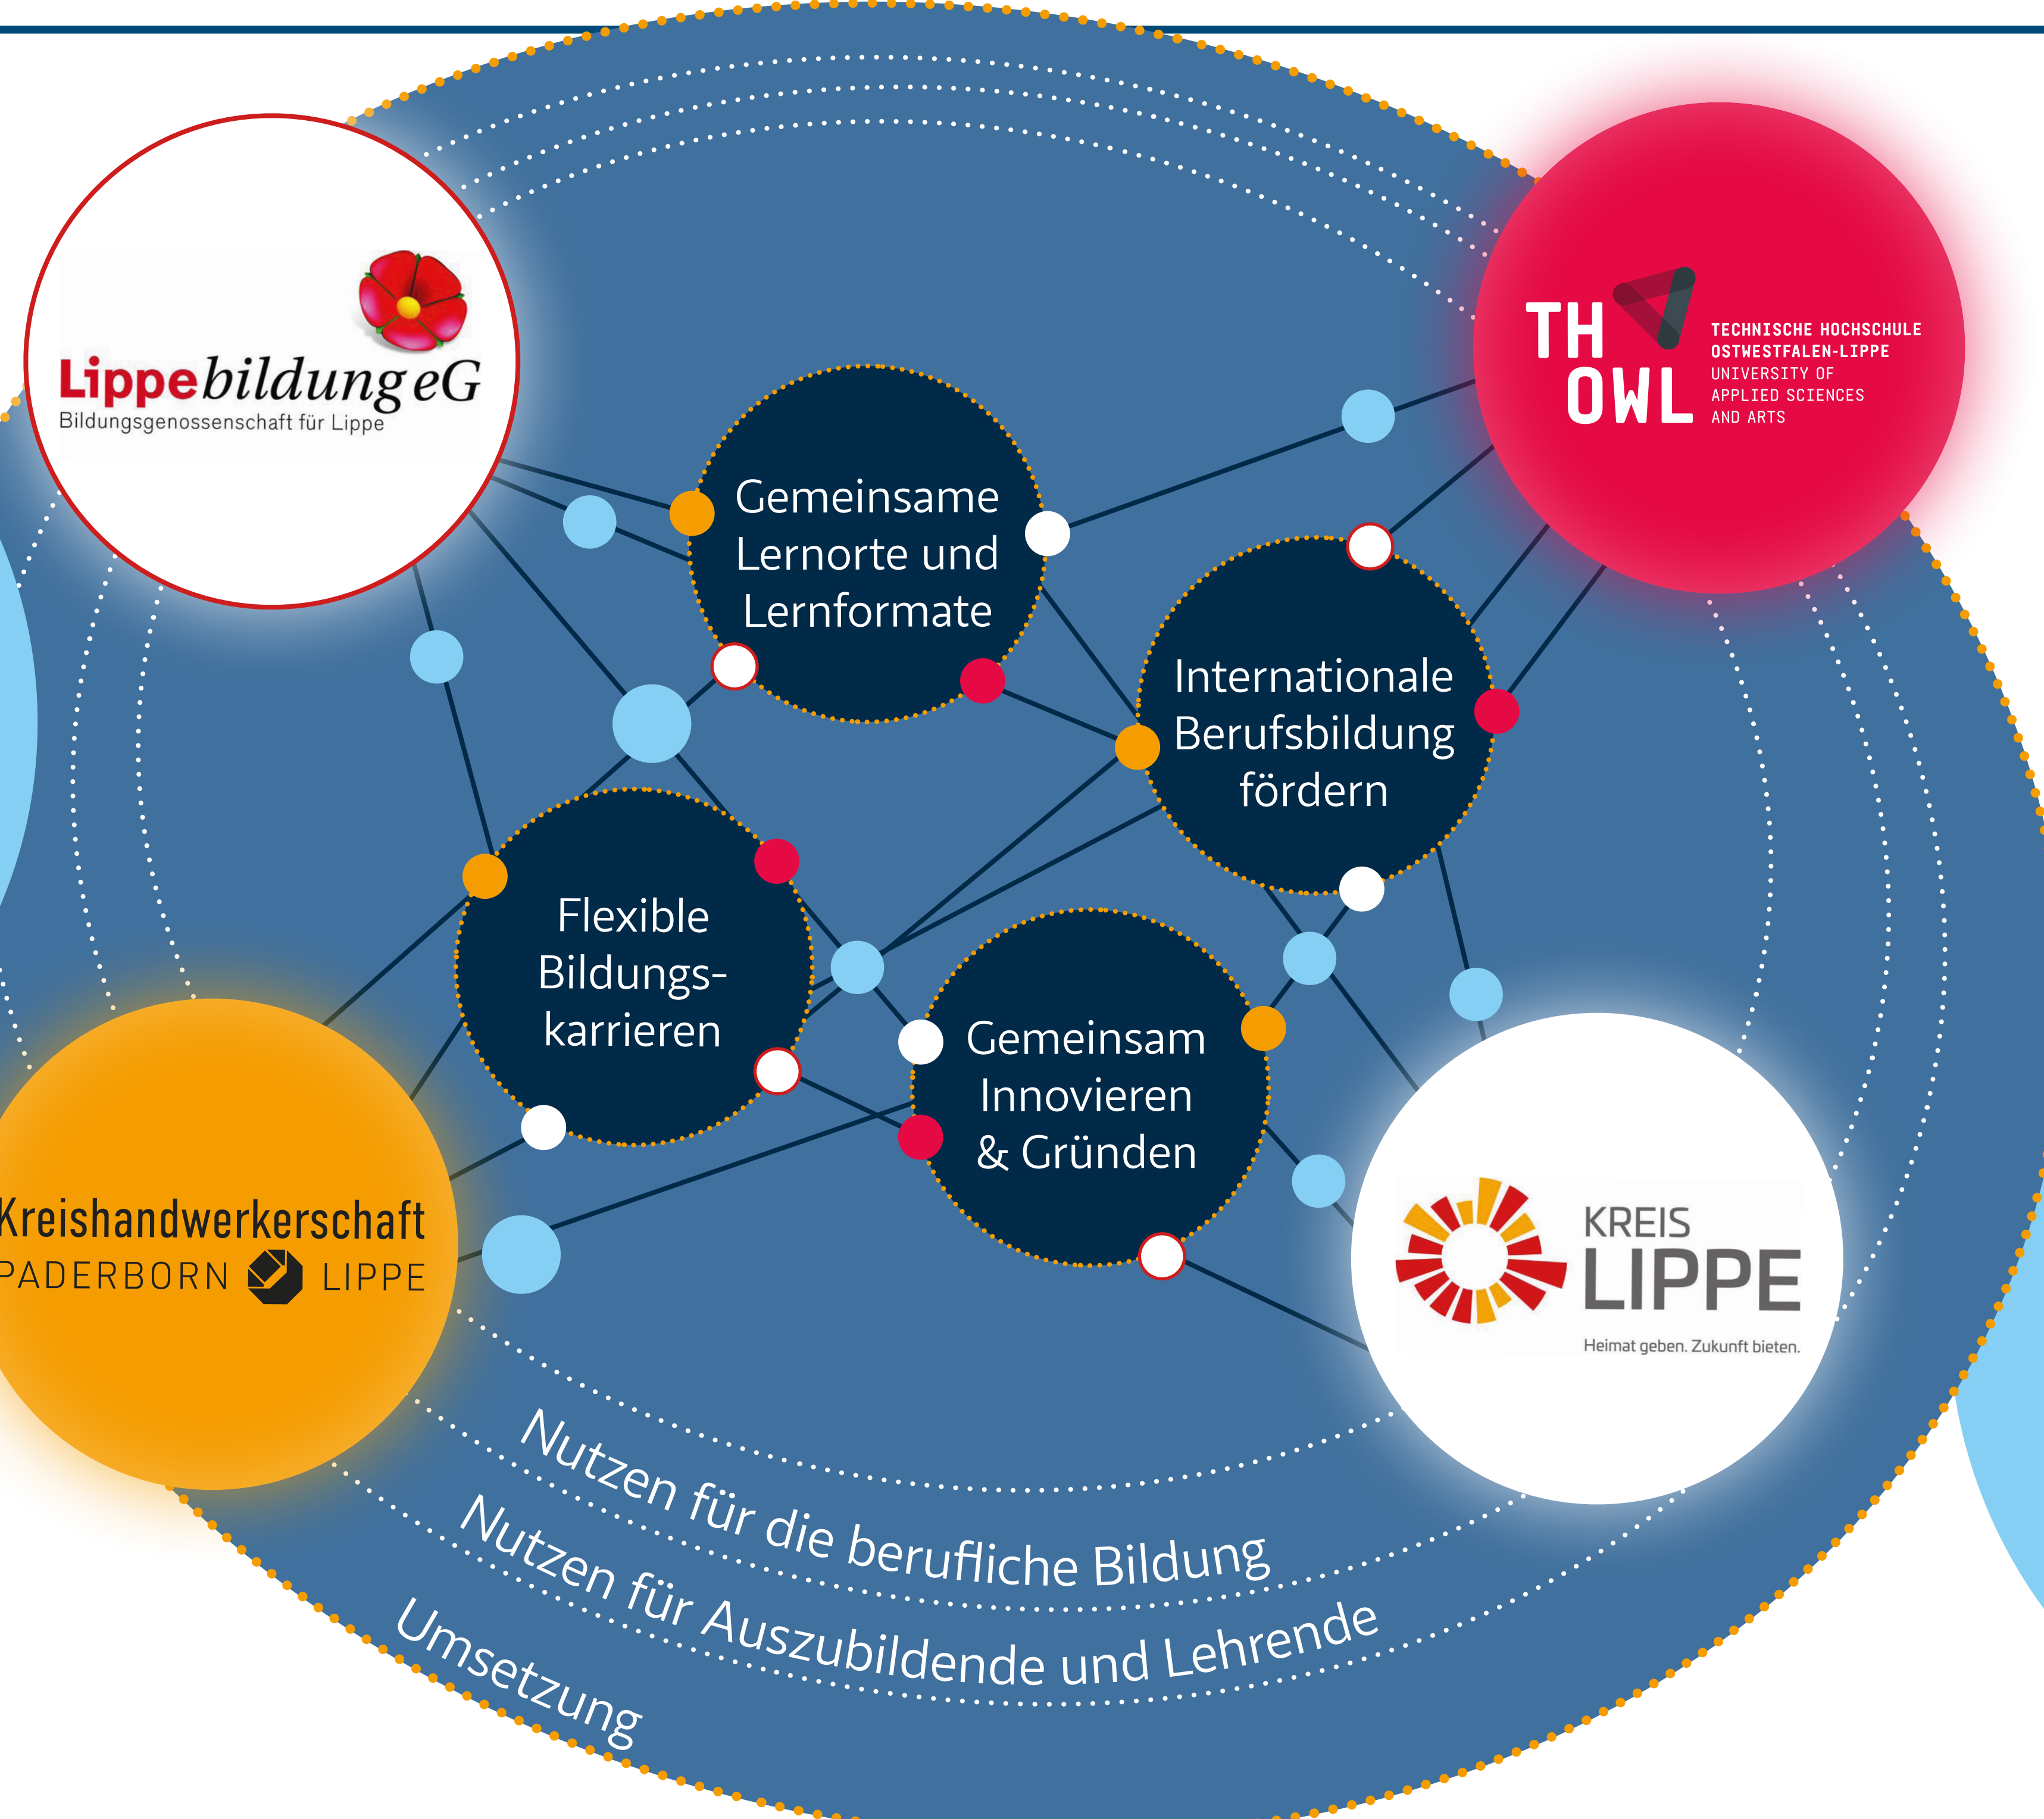 Lippebildung eG
Bildungsgenossenschaft für Lippe
TH
OWL
TECHNISCHE HOCHSCHULE
OSTWESTFALEN-LIPPE
UNIVERSITY OF
APPLIED SCIENCES
AND ARTS
Gemeinsame
Lernorte und
Lernformate
Internationale
Berufsbildung
fördern
Flexible
Bildungs-
karrieren
Gemeinsam
Innovieren
& Gründen
Kreishandwerkerschaft
PADERBORN LIPPE
KREIS
LIPPE
Heimat geben. Zukunft bieten.
Nutzen für die berufliche Bildung
Nutzen für Auszubildende und Lehrende
Umsetzung